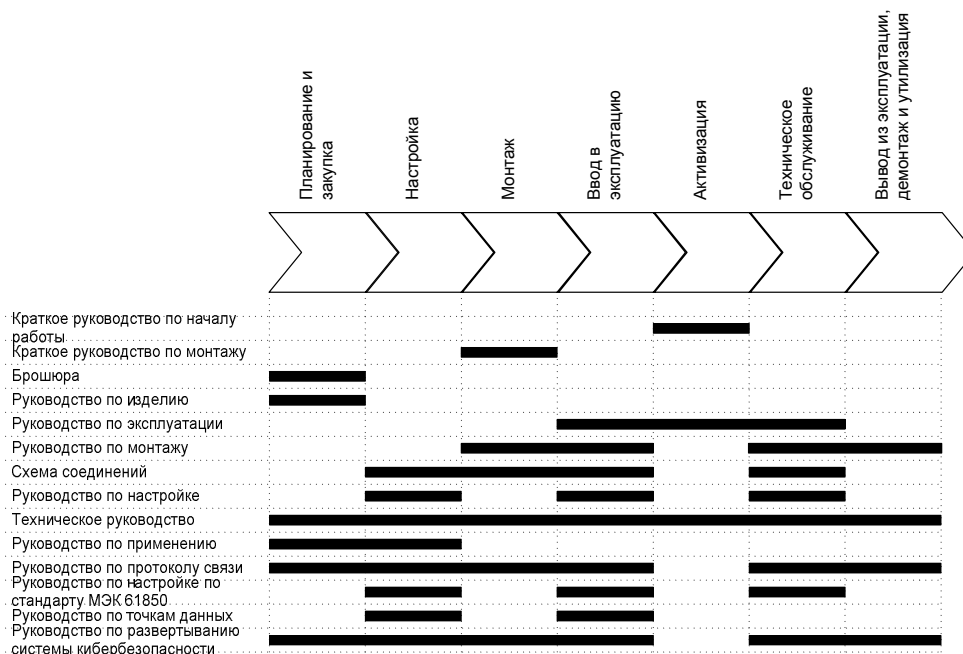 Планирование и
закупка
Настройка
Монтаж
Ввод в
эксплуатацию
Активизация
Техническое
обслуживание
Вывод из эксплуатации,
демонтаж и утилизация
Краткое руководство по началу
работы
Краткое руководство по монтажу
Брошюра
Руководство по изделию
Руководство по эксплуатации
Руководство по монтажу
Схема соединений
Руководство по настройке
Техническое руководство
Руководство по применению
Руководство по протоколу связи
Руководство по настройке по
стандарту МЭК 61850
Руководство по точкам данных
Руководство по развертыванию
системы кибербезопасности